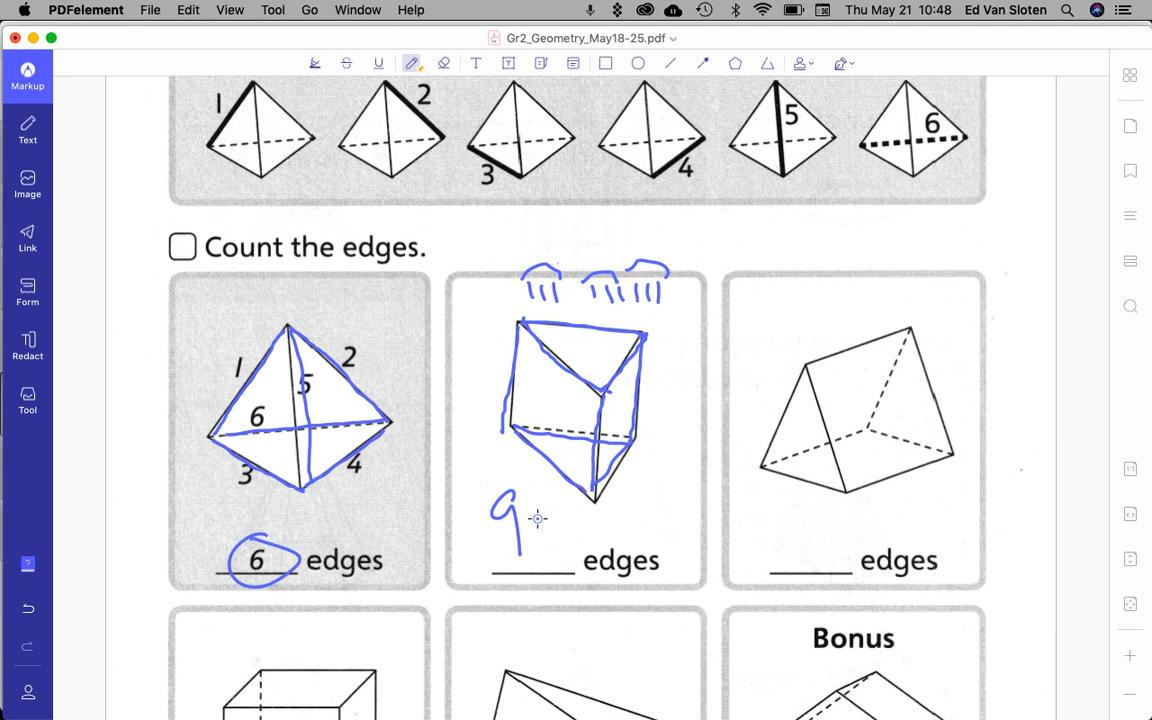 PDFelement File Edit View Tool Go Window Help Thu May 21 10:48 Ed Van Sloten
Gr2_Geometry_May18-25.pdf
Markup
Text
Image
Link
Form
Redact
Tool
1 2 3 4 5 6
Count the edges.
1 2 5 6 3 4
6 edges
9 edges
edges
Bonus